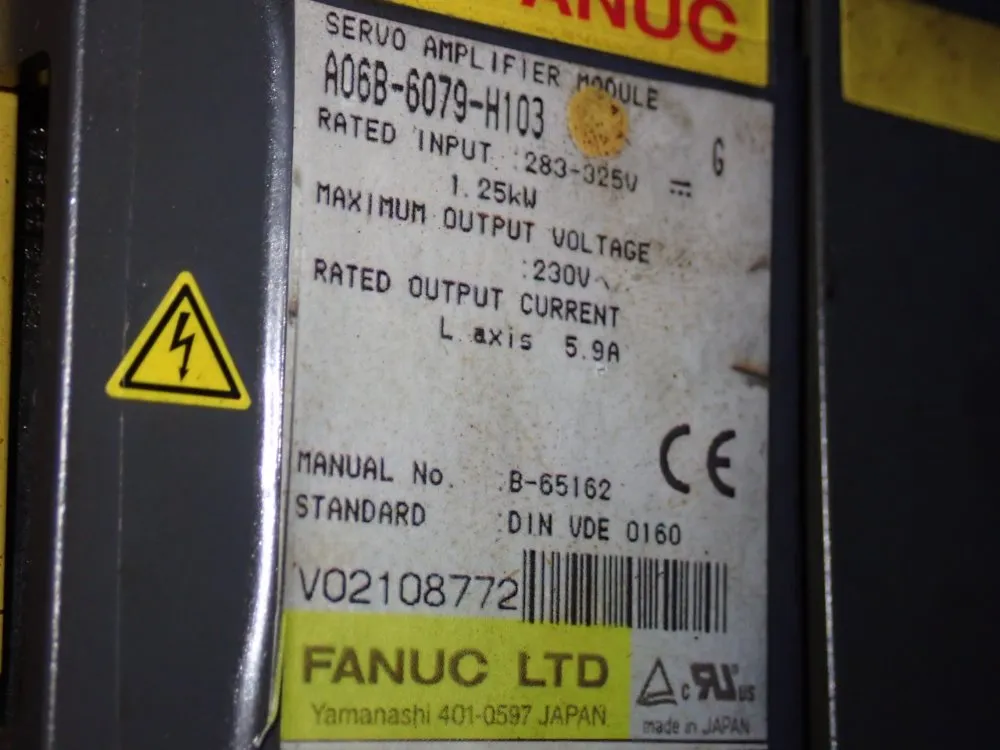 FANUC
SERVO AMPLIFIER MODULE
A06B-6079-H103 G
RATED INPUT :283-325V ⎓
1.25kW
MAXIMUM OUTPUT VOLTAGE
:230V~
RATED OUTPUT CURRENT
L axis 5.9A
CE
MANUAL No. :B-65162
STANDARD :DIN VDE 0160
V02108772
FANUC LTD
Yamanashi 401-0597 JAPAN
c RU us
made in JAPAN